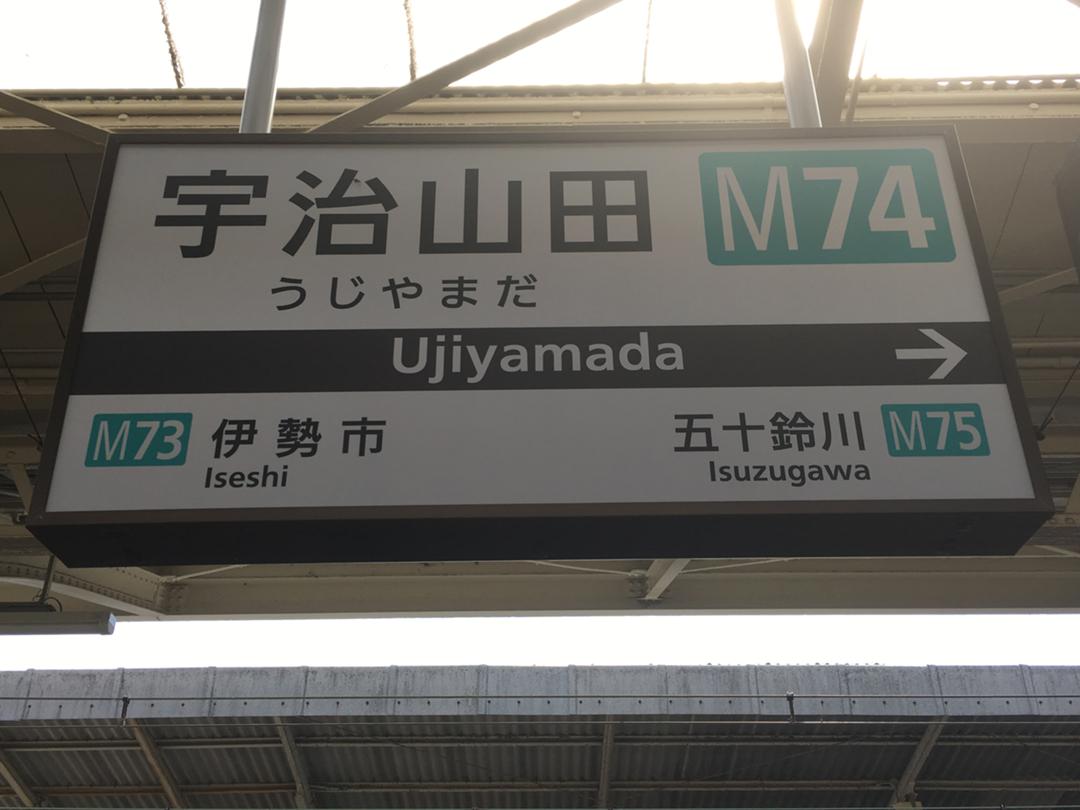 宇治山田 M74
うじやまだ
Ujiyamada →
M73 伊勢市 五十鈴川 M75
Iseshi Isuzugawa